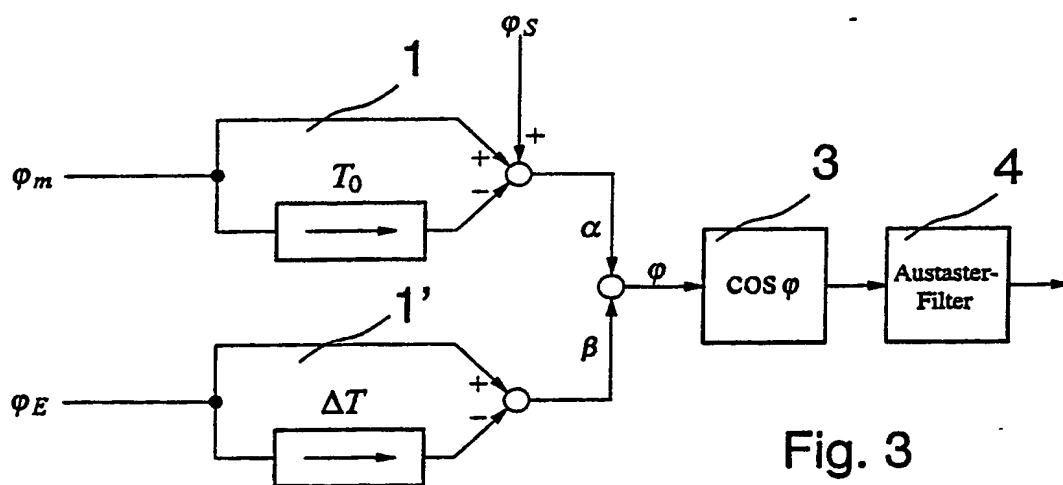 φS
1
+
φm
+
T0
−
3
4
α
φ
COS φ
Austaster-
Filter
1'
β
φE
+
ΔT
−
Fig. 3